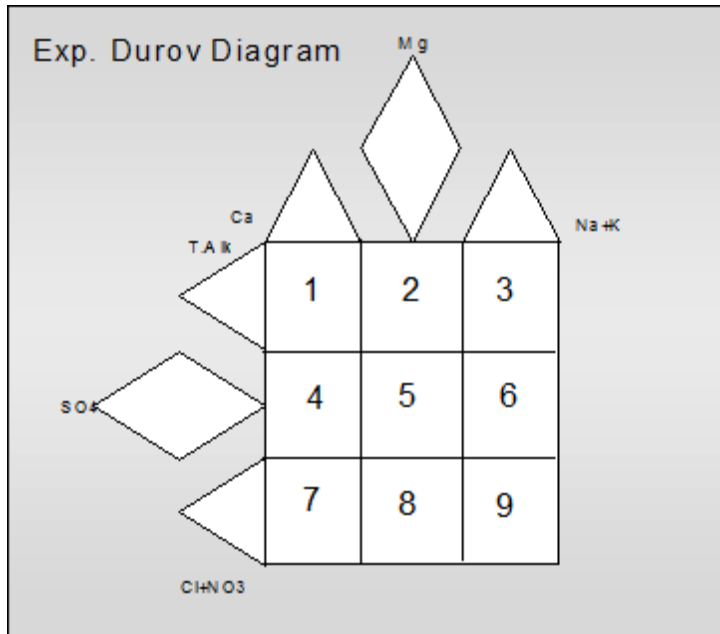 Exp. Durov Diagram
Mg
Ca
Na+K
T.Alk
1 2 3
SO4
4 5 6
7 8 9
Cl+NO3